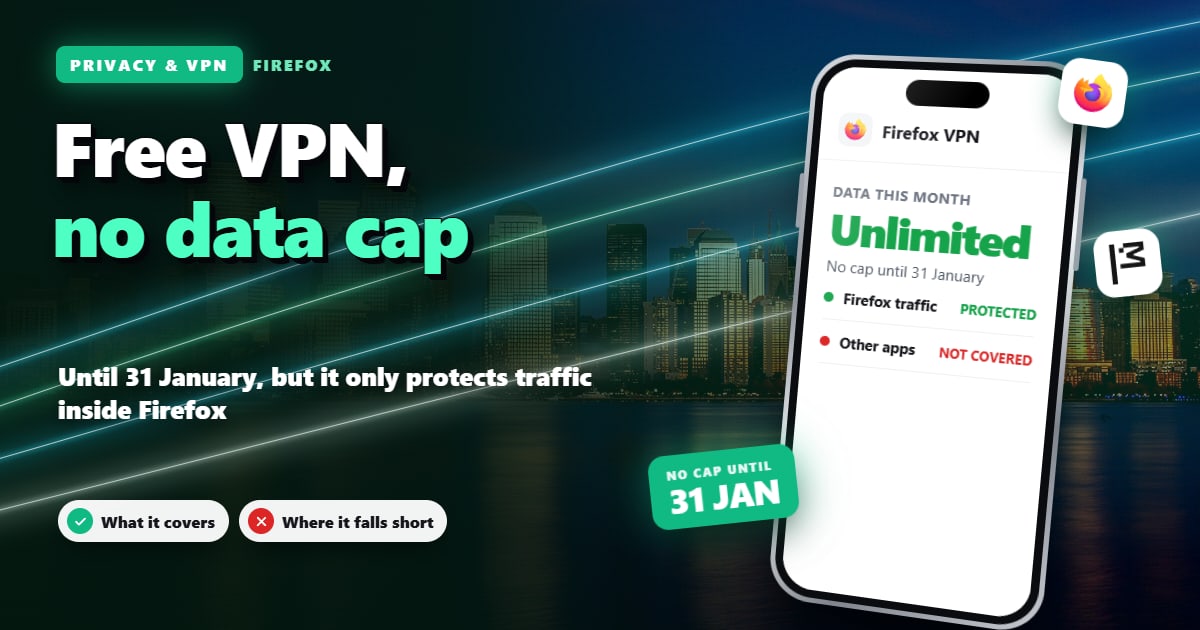 PRIVACY & VPN FIREFOX
Free VPN,
no data cap
Until 31 January, but it only protects traffic
inside Firefox
What it covers
Where it falls short
Firefox VPN
DATA THIS MONTH
Unlimited
No cap until 31 January
Firefox traffic PROTECTED
Other apps NOT COVERED
NO CAP UNTIL
31 JAN